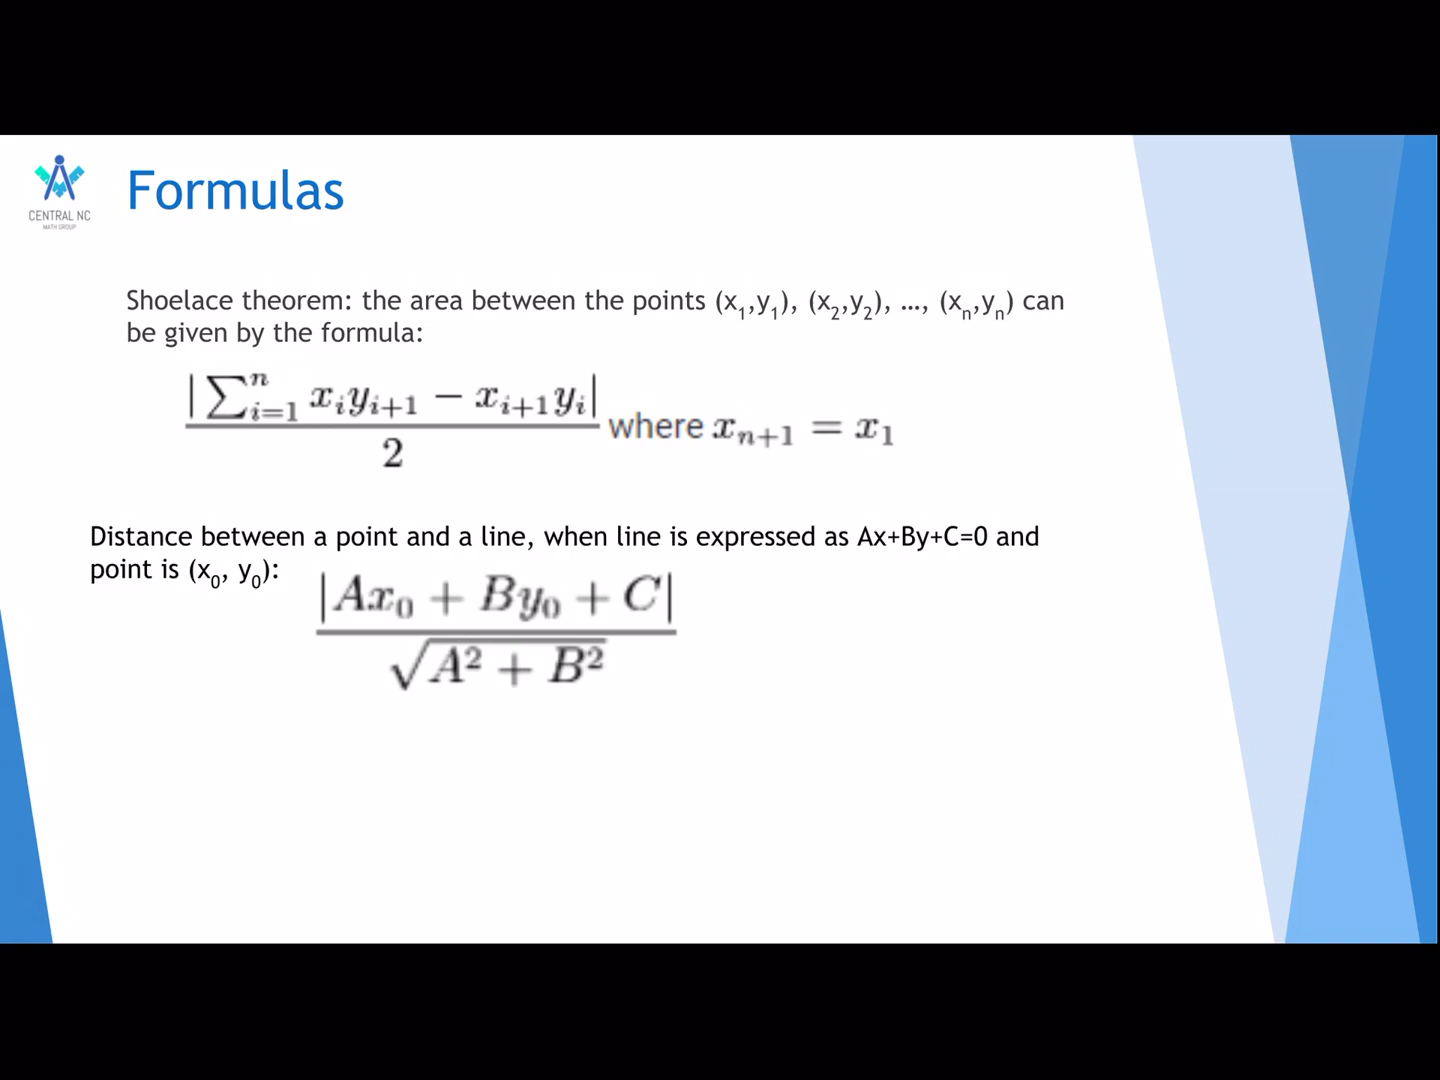 CENTRAL NC
MATH GROUP
Formulas
Shoelace theorem: the area between the points (x₁,y₁), (x₂,y₂), ..., (xₙ,yₙ) can
be given by the formula:
|∑ⁿᵢ₌₁ xᵢyᵢ₊₁ − xᵢ₊₁yᵢ|
2
where xₙ₊₁ = x₁
Distance between a point and a line, when line is expressed as Ax+By+C=0 and
point is (x₀, y₀):
|Ax₀ + By₀ + C|
√A² + B²